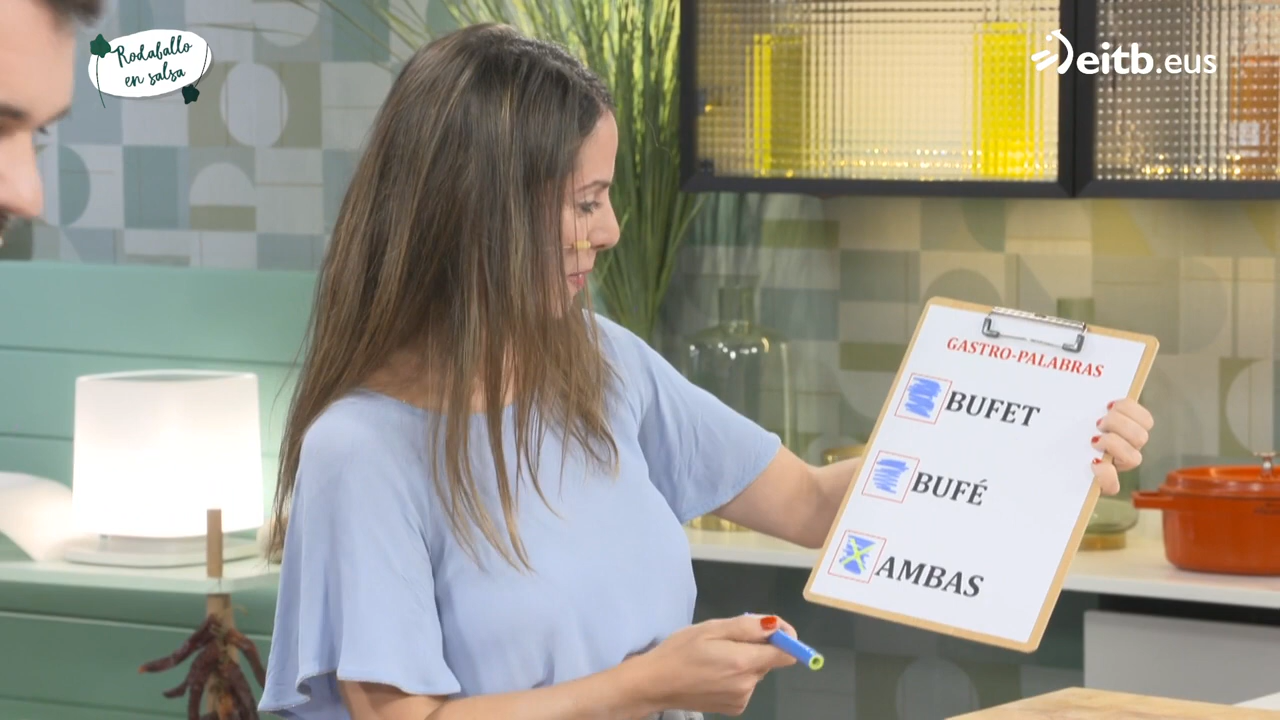 Rodaballo
en salsa
eitb.eus
GASTRO-PALABRAS
BUFET
BUFÉ
AMBAS